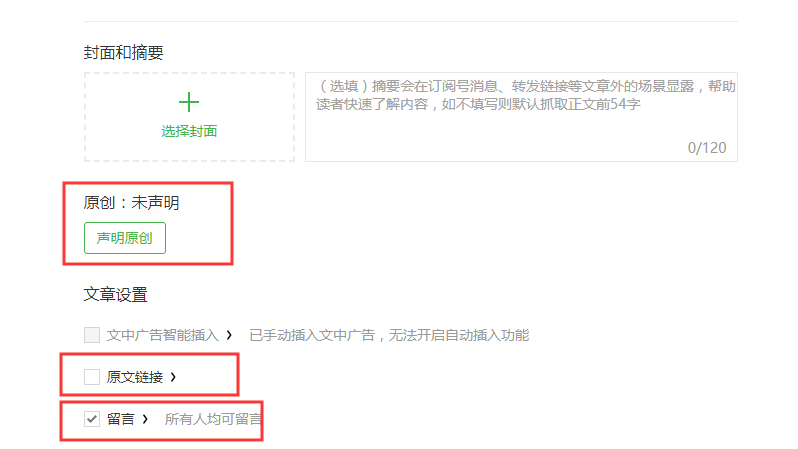 封面和摘要
选择封面
（选填）摘要会在订阅号消息、转发链接等文章外的场景显露，帮助
读者快速了解内容，如不填写则默认抓取正文前54字
0/120
原创：未声明
声明原创
文章设置
文中广告智能插入 已手动插入文中广告，无法开启自动插入功能
原文链接
留言 所有人均可留言